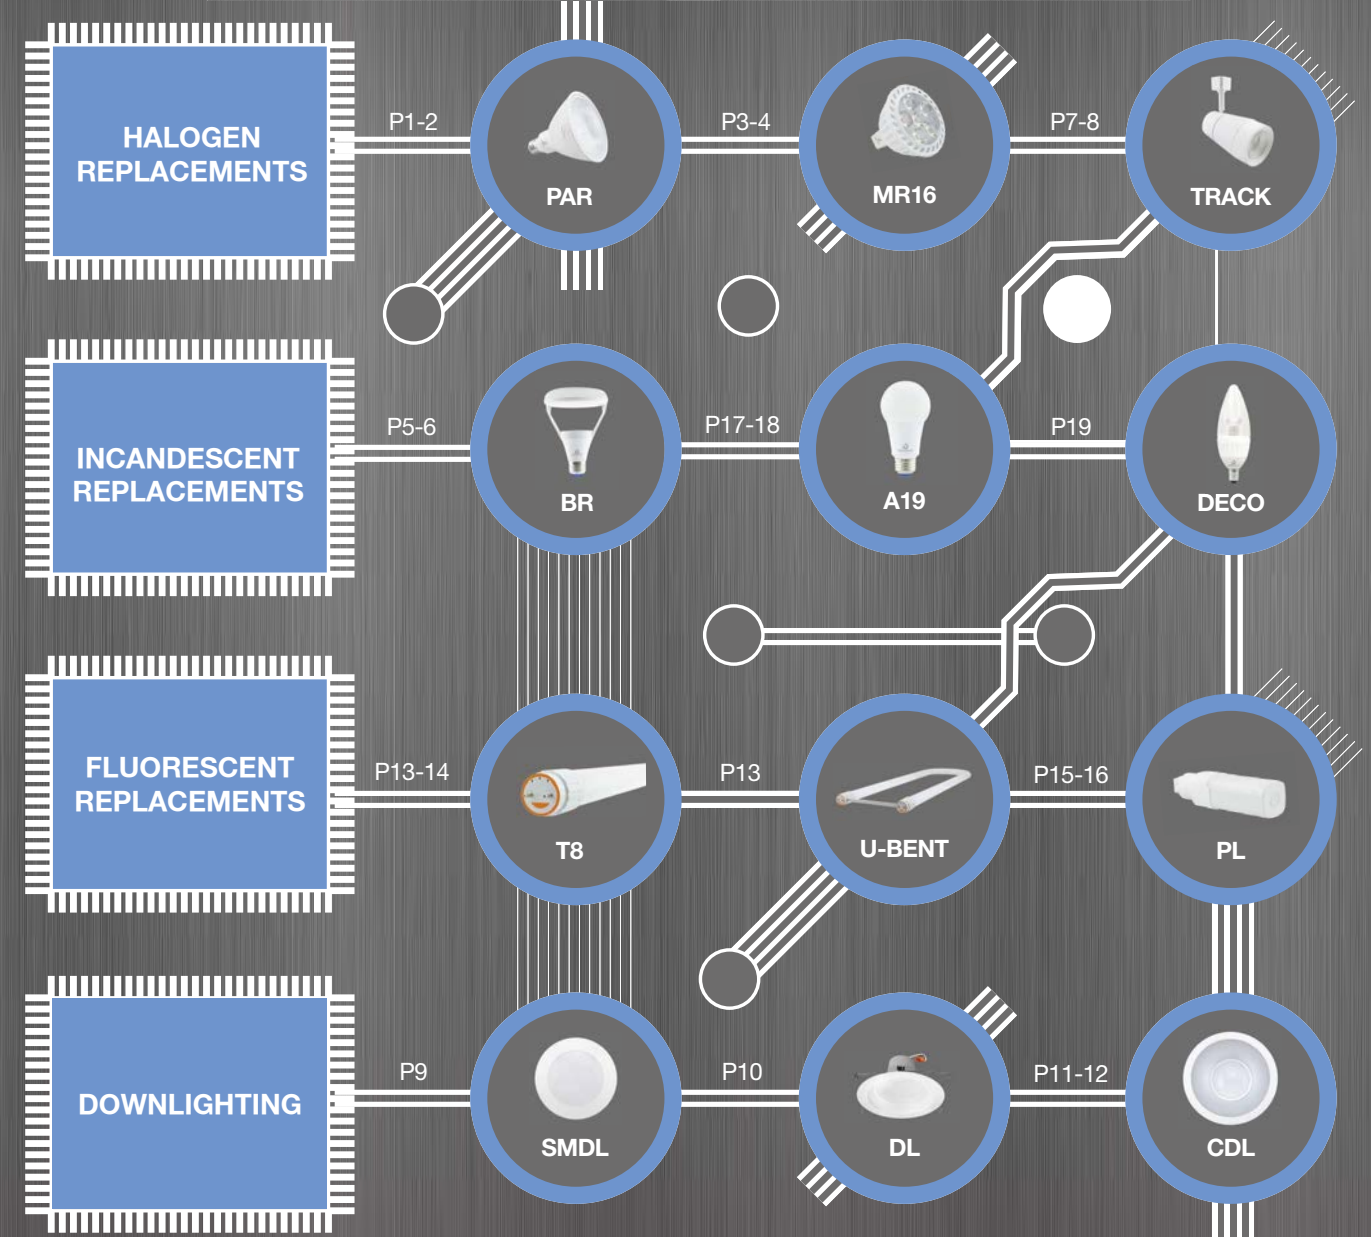 HALOGEN
REPLACEMENTS
P1-2
PAR
P3-4
MR16
P7-8
TRACK
INCANDESCENT
REPLACEMENTS
P5-6
BR
P17-18
A19
P19
DECO
FLUORESCENT
REPLACEMENTS
P13-14
T8
P13
U-BENT
P15-16
PL
DOWNLIGHTING
P9
SMDL
P10
DL
P11-12
CDL